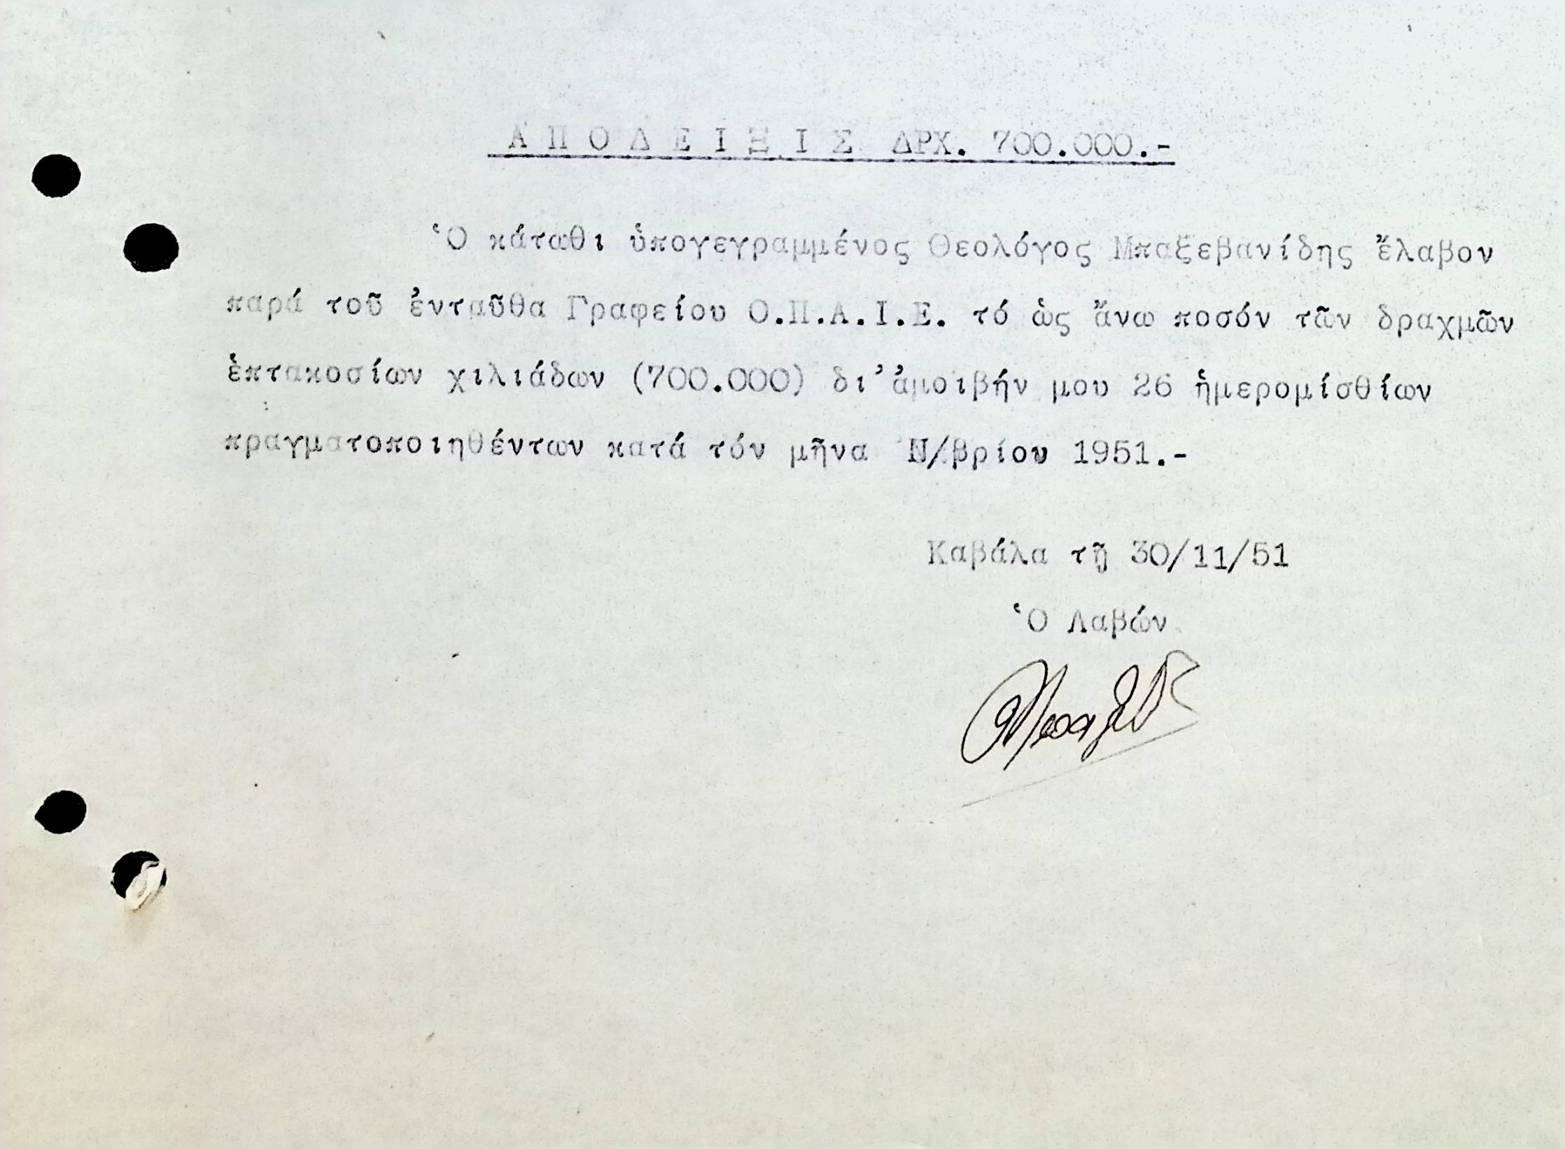 Α Π Ο Δ Ε Ι Ξ Ι Σ ΔΡΧ. 700.000.-
Ὁ κάτωθι ὑπογεγραμμένος Θεολόγος Μπαξεβανίδης ἔλαβον
παρά τοῦ ἐνταῦθα Γραφείου Ο.Π.Α.Ι.Ε. τό ὡς ἄνω ποσόν τῶν δραχμῶν
ἑπτακοσίων χιλιάδων (700.000) δι'ἀμοιβήν μου 26 ἡμερομίσθίων
πραγματοποιηθέντων κατά τόν μῆνα Ν/βρίου 1951.-
Καβάλα τῇ 30/11/51
Ὁ Λαβών